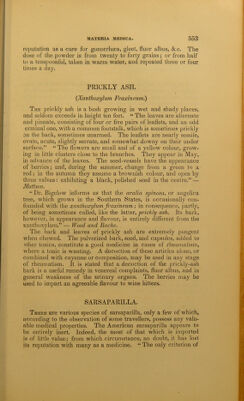 MATERIA MEDICA. 553
reputation as a cure for gonorrhœa, gleet, fluor albus, &c. The
dose of the powder is from twenty to forty grains; or from half
to a teaspoonful, taken in warm water, and repeated three or four
times a day.
PRICKLY ASH.
(Xanthoxylum Fraxineum.)
THE prickly ash is a bush growing in wet and shady places,
and seldom exceeds in height ten feet. "The leaves are alternate
and pinnate, consisting of four or five pairs of leaflets, and an odd
erminal one, with a common footstalk, which is sometimes prickly
on the back, sometimes unarmed. The leaflets are nearly sessile,
ovate, acute, slightly serrate, and somewhat downy on their under
surface." "The flowers are small and of a yellow colour, grow-
ing in little clusters close to the branches. They appear in May,
in advance of the leaves. The seed-vessels have the appearance
of berries; and, during the summer, change from a green to a
red; in the autumn they assume a brownish colour, and open by
three valves: exhibiting a black, polished seed in the centre." —
Mattson.
"Dr. Bigelow informs us that the aralia spinosa, or angelica
tree, which grows in the Southern States, is occasionally con-
founded with the xanthoxylum fraxineum; in consequence, partly,
of being sometimes called, like the latter, prickly ash. Its bark,
however, in appearance and flavour, is entirely different from the
xanthoxylum." — Wood and Bache.
The bark and leaves of prickly ash are extremely pungent
when chewed. The pulverized bark, seed, and capsules, added to
other tonics, constitute a good medicine in cases of rheumatism,
where a tonic is wanting. A decoction of these articles alone, or
combined with cayenne or composition, may be used in any stage
of rheumatism. It is stated that a decoction of the prickly-ash
bark is a useful remedy in venereal complaints, fluor albus, and in
general weakness of the urinary organs. The berries may be
used to impart an agreeable flavour to wine bitters.
SARSAPARILLA.
THERE are various species of sarsaparilla, only a few of which,
according to the observation of some travellers, possess any valu-
able medical properties. The American sarsaparilla appears to
be entirely inert. Indeed, the most of that which is imported
is of little value; from which circumstance, no doubt, it has lost
its reputation with many as a medicine. "The only criterion of